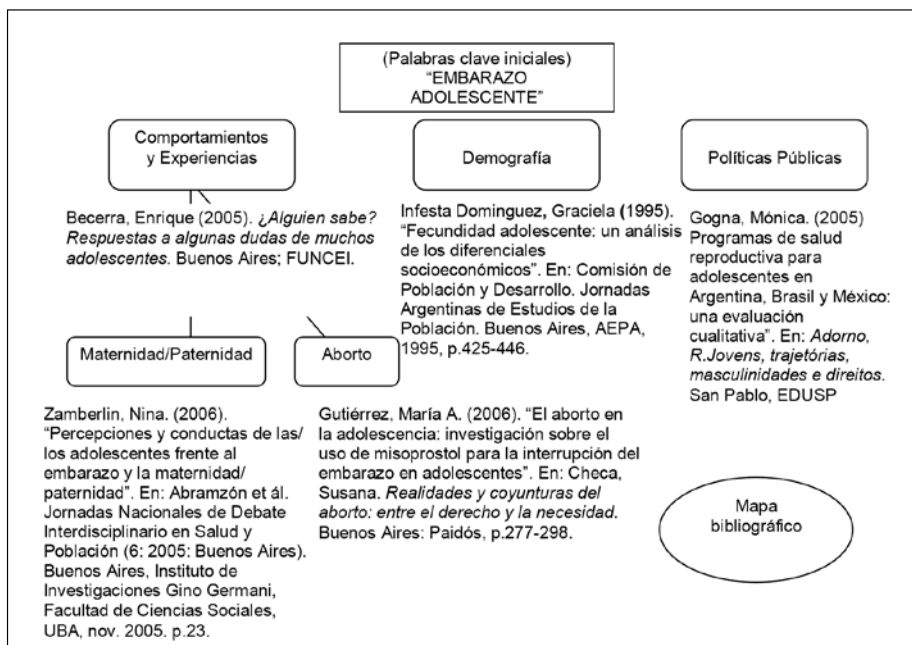 (Palabras clave iniciales)
“EMBARAZO
ADOLESCENTE”
Comportamientos
y Experiencias
Demografía
Políticas Públicas
Becerra, Enrique (2005). ¿Alguien sabe?
Respuestas a algunas dudas de muchos
adolescentes. Buenos Aires; FUNCEI.
Infesta Dominguez, Graciela (1995).
“Fecundidad adolescente: un análisis
de los diferenciales
socioeconómicos”. En: Comisión de
Población y Desarrollo. Jornadas
Argentinas de Estudios de la
Población. Buenos Aires, AEPA,
1995, p.425-446.
Gogna, Mónica. (2005)
Programas de salud
reproductiva para
adolescentes en
Argentina, Brasil y México:
una evaluación
cualitativa”. En: Adorno,
R.Jovens, trajetórias,
masculinidades e direitos.
San Pablo, EDUSP
Maternidad/Paternidad
Aborto
Zamberlin, Nina. (2006).
“Percepciones y conductas de las/
los adolescentes frente al
embarazo y la maternidad/
paternidad”. En: Abramzón et ál.
Jornadas Nacionales de Debate
Interdisciplinario en Salud y
Población (6: 2005: Buenos Aires).
Buenos Aires, Instituto de
Investigaciones Gino Germani,
Facultad de Ciencias Sociales,
UBA, nov. 2005. p.23.
Gutiérrez, María A. (2006). “El aborto en
la adolescencia: investigación sobre el
uso de misoprostol para la interrupción del
embarazo en adolescentes”. En: Checa,
Susana. Realidades y coyunturas del
aborto: entre el derecho y la necesidad.
Buenos Aires: Paidós, p.277-298.
Mapa
bibliográfico